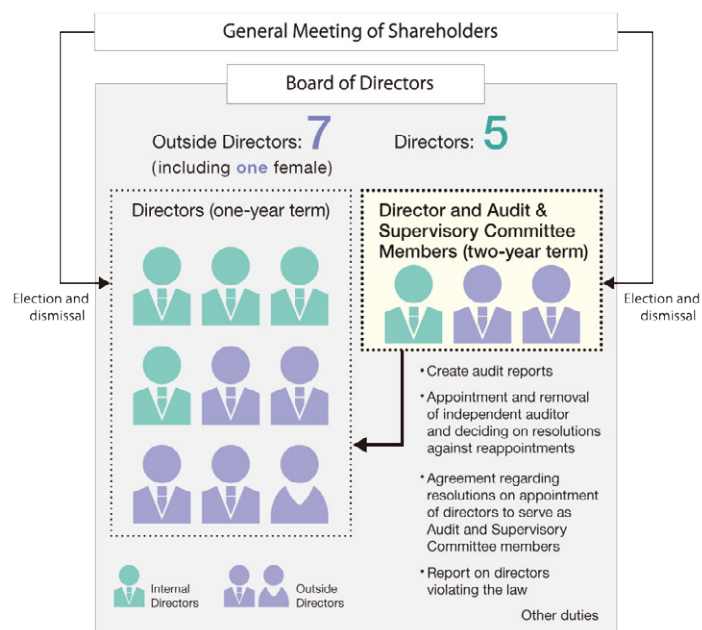 General Meeting of Shareholders
Board of Directors
Outside Directors: 7
(including one female)
Directors: 5
Directors (one-year term)
Director and Audit &
Supervisory Committee
Members (two-year term)
Election and
dismissal
Election and
dismissal
• Create audit reports
• Appointment and removal
of independent auditor
and deciding on resolutions
against reappointments
• Agreement regarding
resolutions on appointment
of directors to serve as
Audit and Supervisory
Committee members
• Report on directors
violating the law
Other duties
Internal
Directors
Outside
Directors